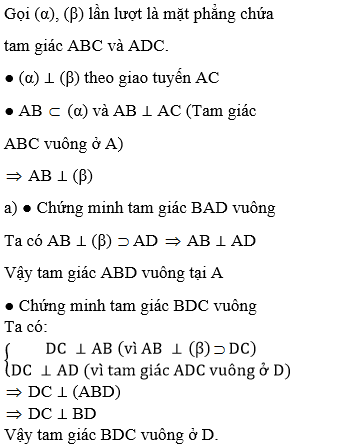 Gọi (α), (β) lần lượt là mặt phẳng chứa
tam giác ABC và ADC.
● (α) ⊥ (β) theo giao tuyến AC
● AB ⊂ (α) và AB ⊥ AC (Tam giác
ABC vuông ở A)
⇒ AB ⊥ (β)
a) ● Chứng minh tam giác BAD vuông
Ta có AB ⊥ (β) ⊃ AD ⇒ AB ⊥ AD
Vậy tam giác ABD vuông tại A
● Chứng minh tam giác BDC vuông
Ta có:
{ DC ⊥ AB (vì AB ⊥ (β) ⊃ DC)
DC ⊥ AD (vì tam giác ADC vuông ở D)
⇒ DC ⊥ (ABD)
⇒ DC ⊥ BD
Vậy tam giác BDC vuông ở D.